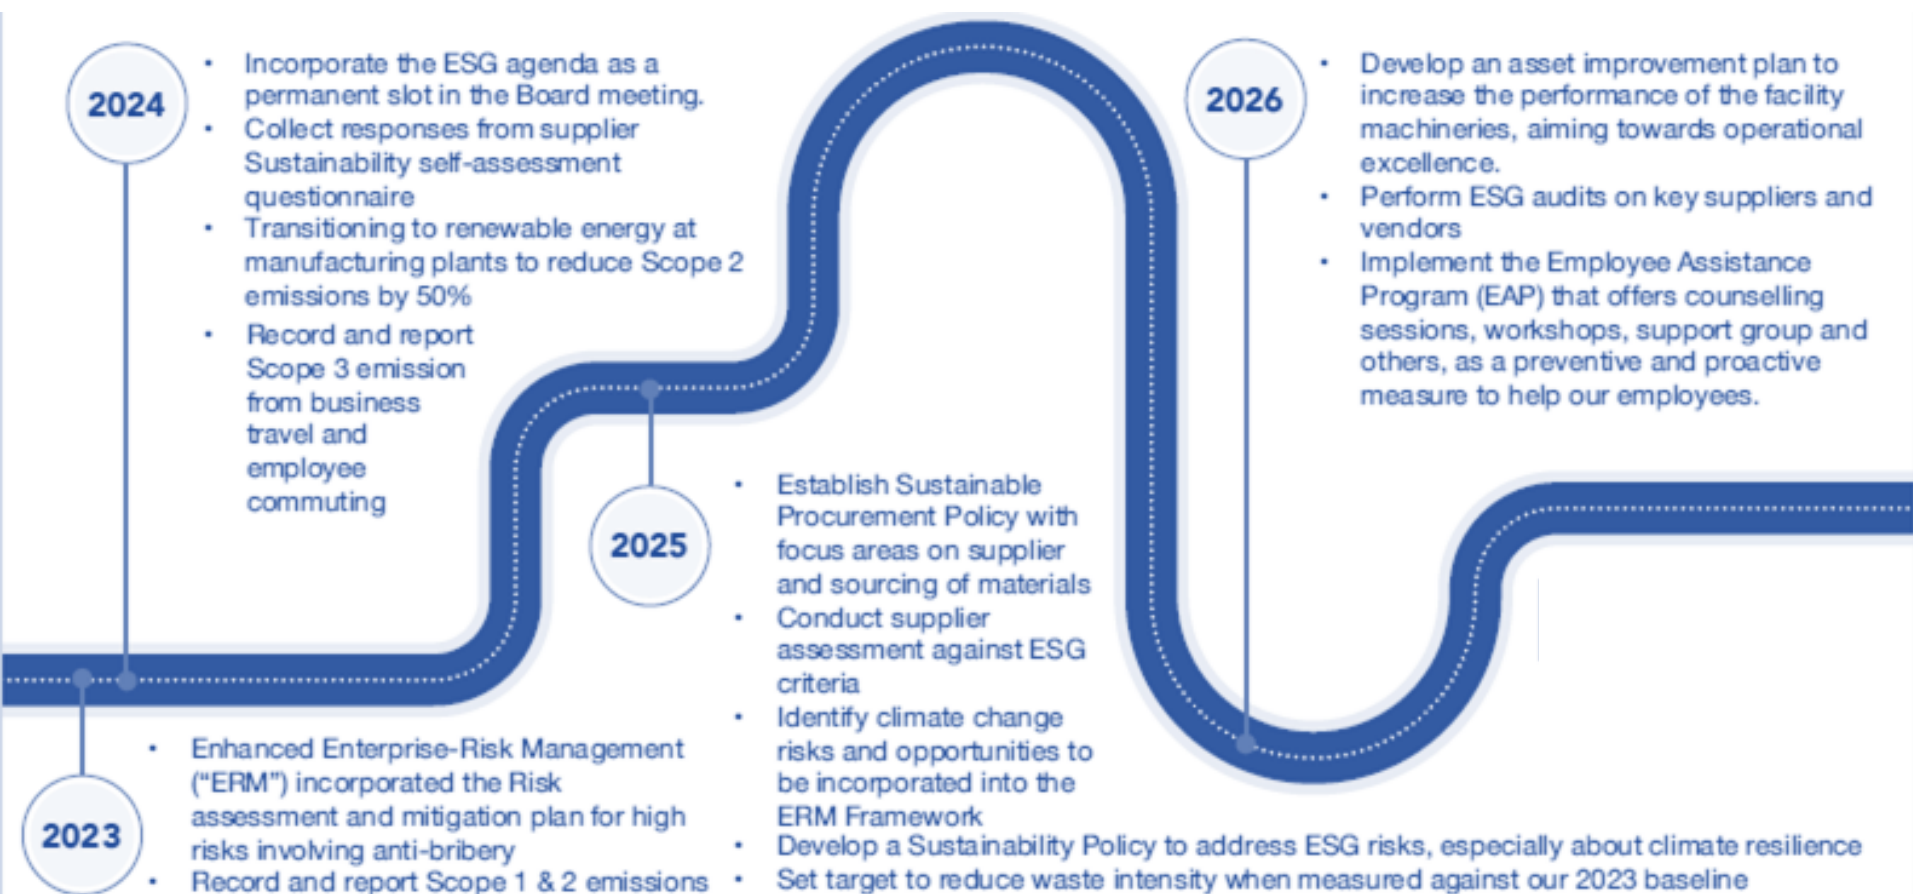 2024
• Incorporate the ESG agenda as a
permanent slot in the Board meeting.
• Collect responses from supplier
Sustainability self-assessment
questionnaire
• Transitioning to renewable energy at
manufacturing plants to reduce Scope 2
emissions by 50%
• Record and report
Scope 3 emission
from business
travel and
employee
commuting
2026
• Develop an asset improvement plan to
increase the performance of the facility
machineries, aiming towards operational
excellence.
• Perform ESG audits on key suppliers and
vendors
• Implement the Employee Assistance
Program (EAP) that offers counselling
sessions, workshops, support group and
others, as a preventive and proactive
measure to help our employees.
2025
• Establish Sustainable
Procurement Policy with
focus areas on supplier
and sourcing of materials
• Conduct supplier
assessment against ESG
criteria
• Identify climate change
risks and opportunities to
be incorporated into the
ERM Framework
• Develop a Sustainability Policy to address ESG risks, especially about climate resilience
• Set target to reduce waste intensity when measured against our 2023 baseline
2023
• Enhanced Enterprise-Risk Management
(“ERM”) incorporated the Risk
assessment and mitigation plan for high
risks involving anti-bribery
• Record and report Scope 1 & 2 emissions